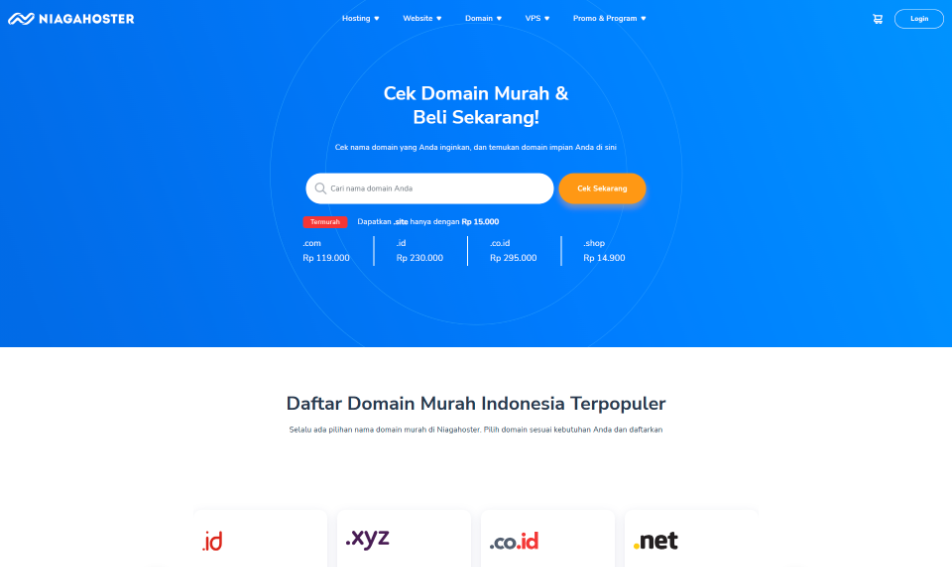 NIAGAHOSTER
Hosting
Website
Domain
VPS
Promo & Program
Login
Cek Domain Murah &
Beli Sekarang!
Cek nama domain yang Anda inginkan, dan temukan domain impian Anda di sini
Cari nama domain Anda
Cek Sekarang
Termurah
Dapatkan .site hanya dengan Rp 15.000
.com
Rp 119.000
.id
Rp 230.000
.co.id
Rp 295.000
.shop
Rp 14.900
Daftar Domain Murah Indonesia Terpopuler
Selalu ada pilihan nama domain murah di Niagahoster. Pilih domain sesuai kebutuhan Anda dan daftarkan
.id
.xyz
.co.id
.net